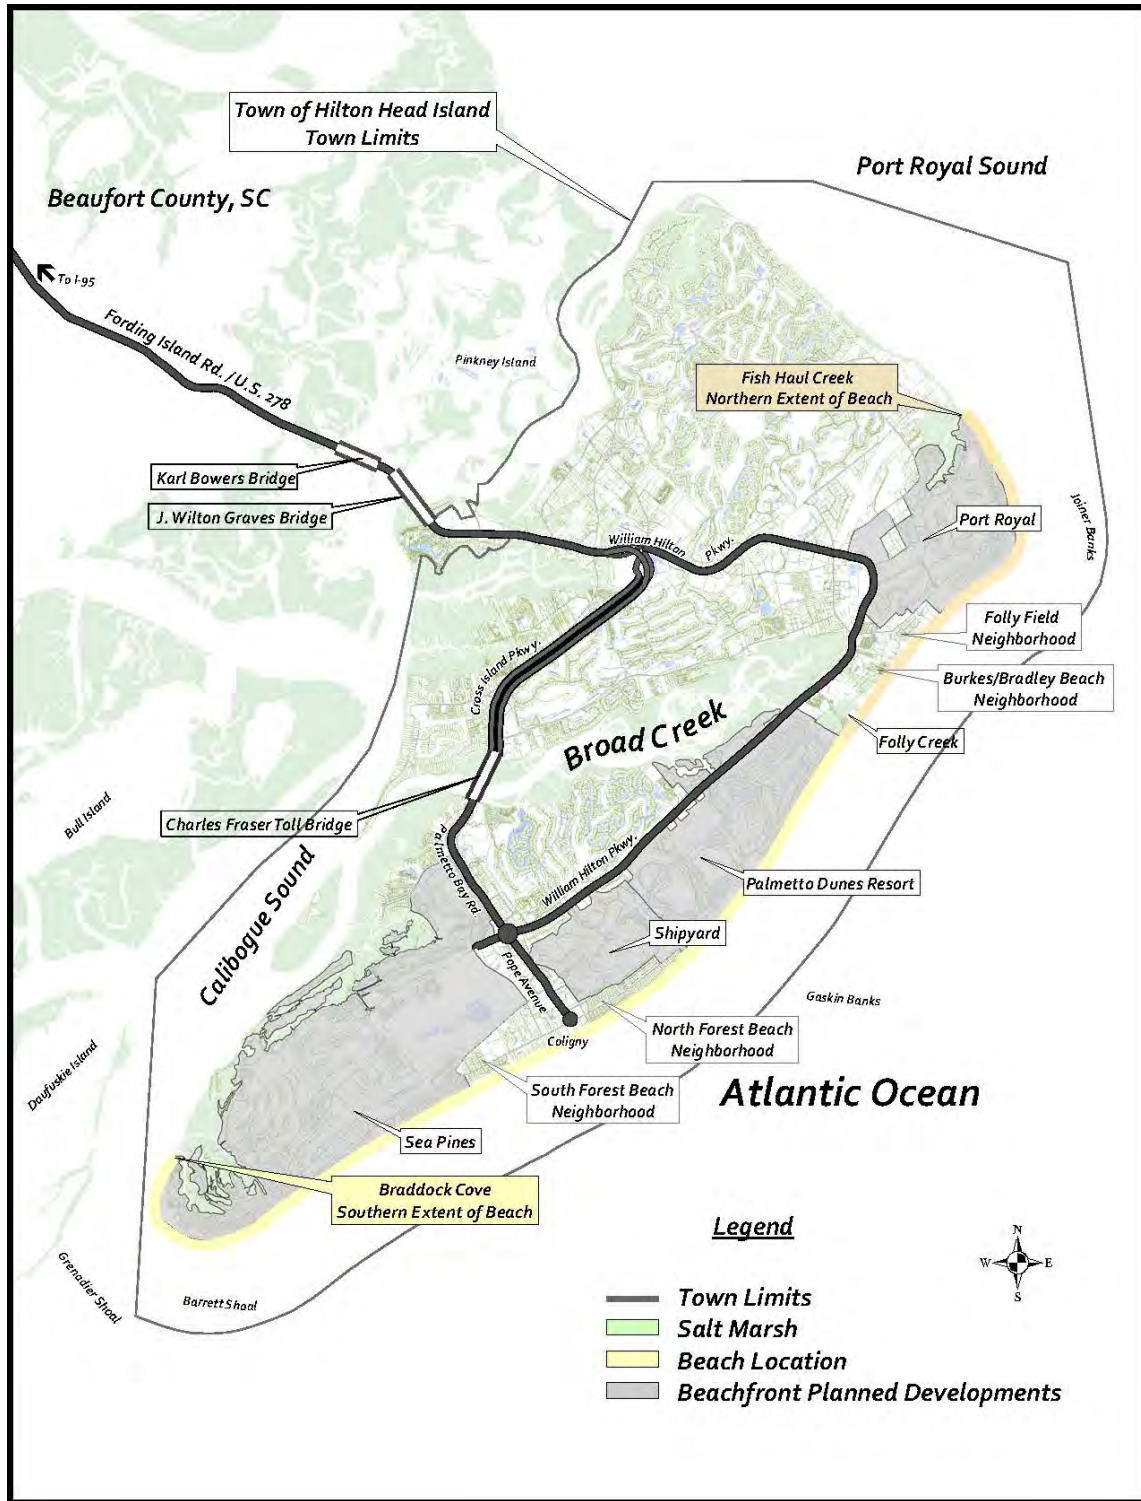 Town of Hilton Head Island
Town Limits
Port Royal Sound
Beaufort County, SC
To I-95
Fording Island Rd. / U.S. 278
Pinkney Island
Fish Haul Creek
Northern Extent of Beach
Karl Bowers Bridge
J. Wilton Graves Bridge
Port Royal
Joiner Banks
William Hilton Pkwy.
Folly Field
Neighborhood
Cross Island Pkwy.
Burkes/Bradley Beach
Neighborhood
Broad Creek
Folly Creek
Bull Island
Charles Fraser Toll Bridge
Palmetto Bay Rd.
William Hilton Pkwy.
Palmetto Dunes Resort
Calibogue Sound
Shipyard
Pope Avenue
Gaskin Banks
Coligny
North Forest Beach
Neighborhood
Daufuskie Island
South Forest Beach
Neighborhood
Atlantic Ocean
Sea Pines
Braddock Cove
Southern Extent of Beach
Grenadier Shoal
Barrett Shoal
Legend
N
W
E
S
Town Limits
Salt Marsh
Beach Location
Beachfront Planned Developments